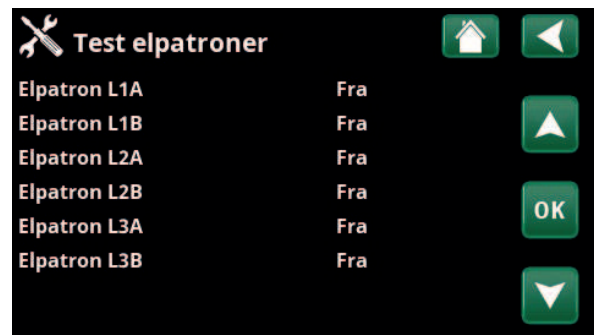 Test elpatroner
Elpatron L1A Fra
Elpatron L1B Fra
Elpatron L2A Fra
Elpatron L2B Fra
Elpatron L3A Fra
Elpatron L3B Fra
OK